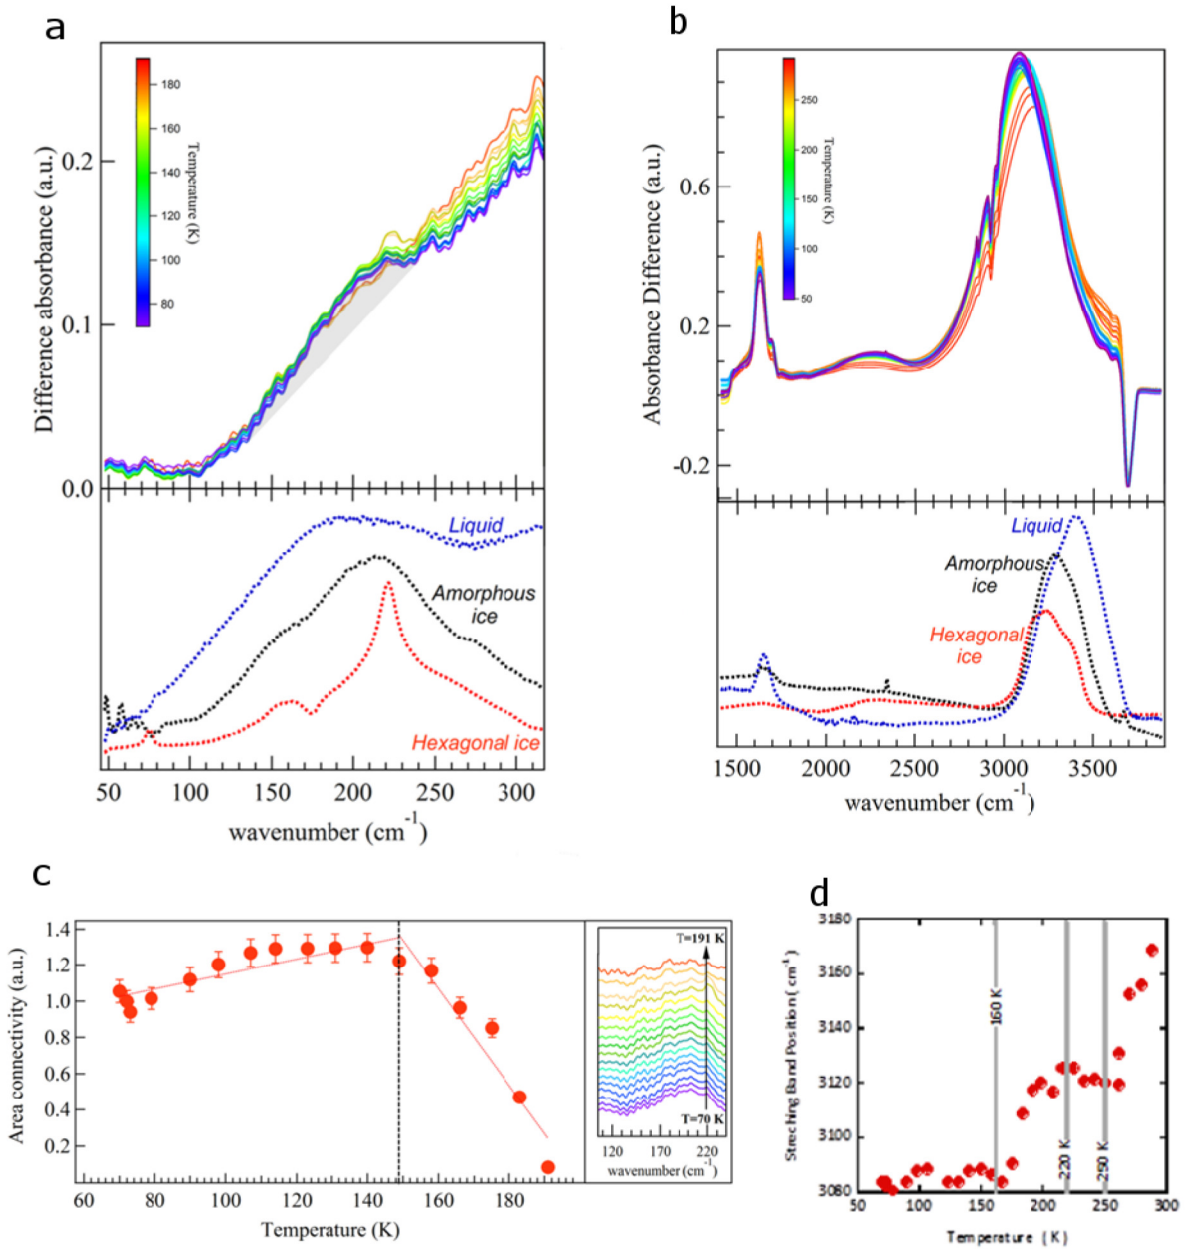 a
Difference absorbance (a.u.)
0.2
0.1
0.0
180
160
140
120
100
80
Temperature (K)
Liquid
Amorphous
ice
Hexagonal ice
50 100 150 200 250 300
wavenumber (cm-1)
b
Absorbance Difference (a.u.)
0.6
0.2
-0.2
250
200
150
100
50
Temperature (K)
Liquid
Amorphous
ice
Hexagonal
ice
1500 2000 2500 3000 3500
wavenumber (cm-1)
c
Area connectivity (a.u.)
1.4
1.2
1.0
0.8
0.6
0.4
0.2
60 80 100 120 140 160 180
Temperature (K)
T=191 K
T=70 K
120 170 220
wavenumber (cm-1)
d
Streching Band Position( cm-1)
3180
3160
3140
3120
3100
3080
160 K
220 K
250 K
50 100 150 200 250 300
Temperature ( K)